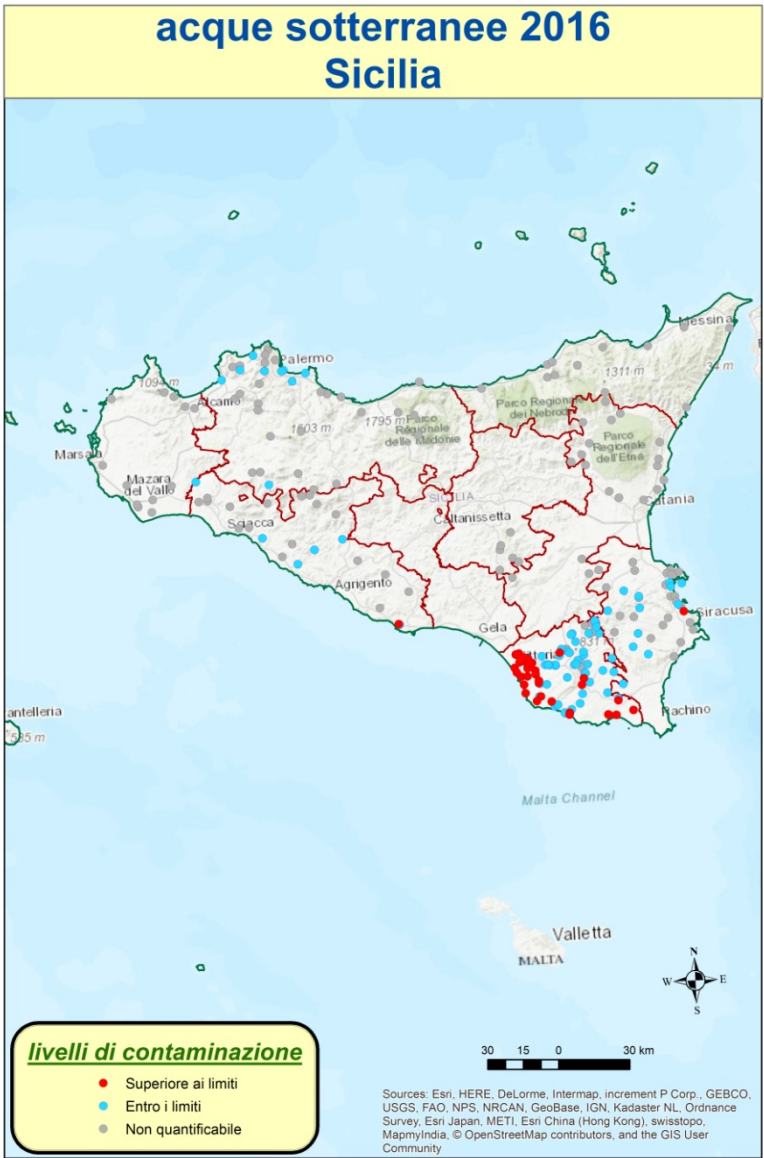 acque sotterranee 2016
Sicilia
Messina
Palermo
1311 m
34 m
1094 m
Alcamo
Parco Regionale
dei Nebrodi
1603 m
1795 m
Parco
Regionale
delle Madonie
Parco
Regionale
dell'Etna
Marsala
Mazara
del Vallo
SICILIA
Catania
Sciacca
Caltanissetta
Agrigento
Siracusa
Gela
Vittoria
antelleria
Pachino
Malta Channel
Valletta
MALTA
N
W
E
S
livelli di contaminazione
Superiore ai limiti
Entro i limiti
Non quantificabile
30 15 0 30 km
Sources: Esri, HERE, DeLorme, Intermap, increment P Corp., GEBCO,
USGS, FAO, NPS, NRCAN, GeoBase, IGN, Kadaster NL, Ordnance
Survey, Esri Japan, METI, Esri China (Hong Kong), swisstopo,
MapmyIndia, © OpenStreetMap contributors, and the GIS User
Community